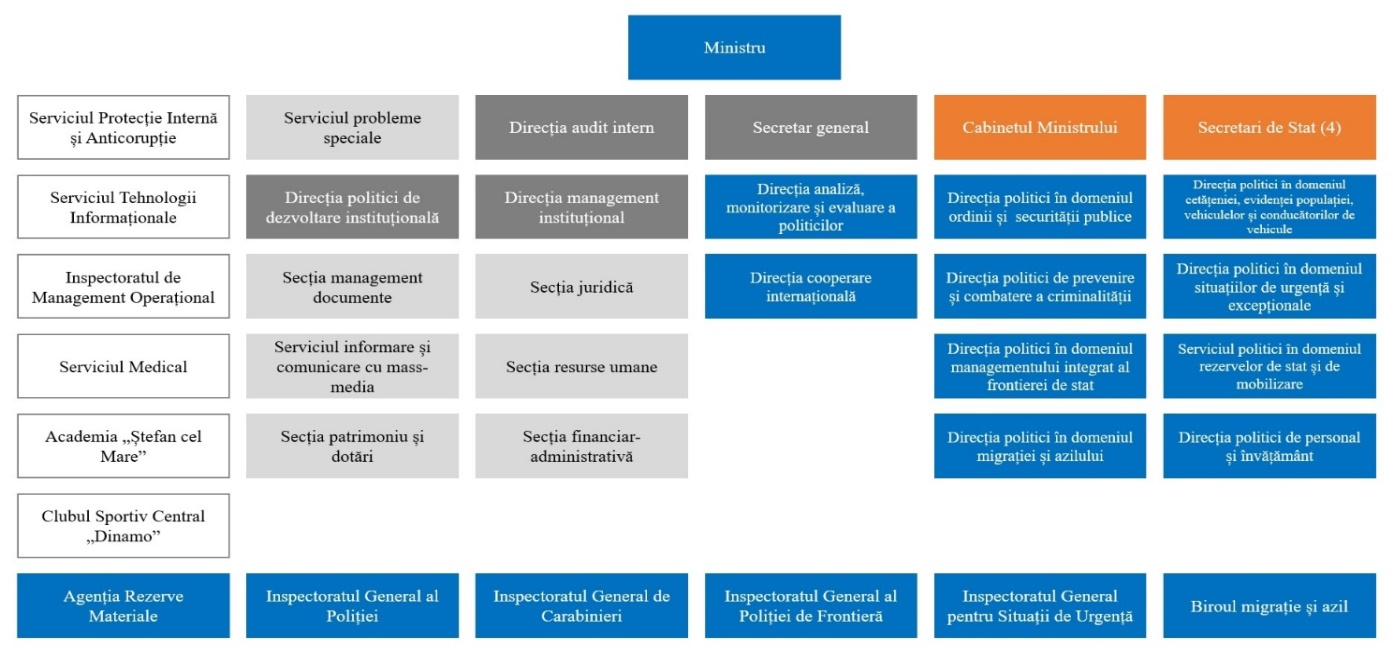 Ministru
Serviciul Protecție Internă
și Anticorupție
Serviciul probleme
speciale
Direcția audit intern
Secretar general
Cabinetul Ministrului
Secretari de Stat (4)
Serviciul Tehnologii
Informaționale
Direcția politici de
dezvoltare instituțională
Direcția management
instituțional
Direcția analiză,
monitorizare și evaluare a
politicilor
Direcția politici în domeniul
ordinii și securității publice
Direcția politici în domeniul
cetățeniei, evidenței populației,
vehiculelor și conducătorilor de
vehicule
Inspectoratul de
Management Operațional
Secția management
documente
Secția juridică
Direcția cooperare
internațională
Direcția politici de prevenire
și combatere a criminalității
Direcția politici în domeniul
situațiilor de urgență și
excepționale
Serviciul Medical
Serviciul informare și
comunicare cu mass-
media
Secția resurse umane
Direcția politici în domeniul
managementului integrat al
frontierei de stat
Serviciul politici în domeniul
rezervelor de stat și de
mobilizare
Academia „Ștefan cel
Mare”
Secția patrimoniu și
dotări
Secția financiar-
administrativă
Direcția politici în domeniul
migrației și azilului
Direcția politici de personal
și învățământ
Clubul Sportiv Central
„Dinamo”
Agenția Rezerve
Materiale
Inspectoratul General al
Poliției
Inspectoratul General de
Carabinieri
Inspectoratul General al
Poliției de Frontieră
Inspectoratul General
pentru Situații de Urgență
Biroul migrație și azil